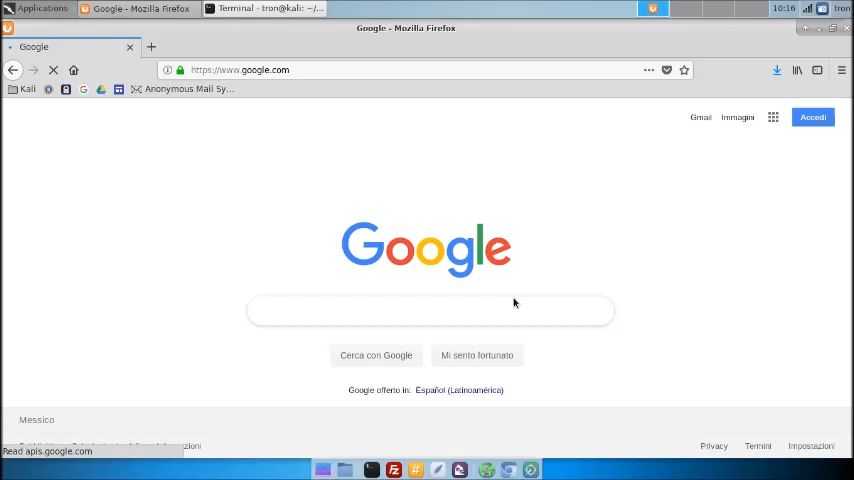 Applications Google - Mozilla Firefox Terminal - tron@kali: ~/... 10:16 tron
Google - Mozilla Firefox
Google
https://www.google.com
Kali Anonymous Mail Sy...
Gmail Immagini Accedi
Google
Cerca con Google Mi sento fortunato
Google offerto in: Español (Latinoamérica)
Messico
Privacy Termini Impostazioni
Read apis.google.com